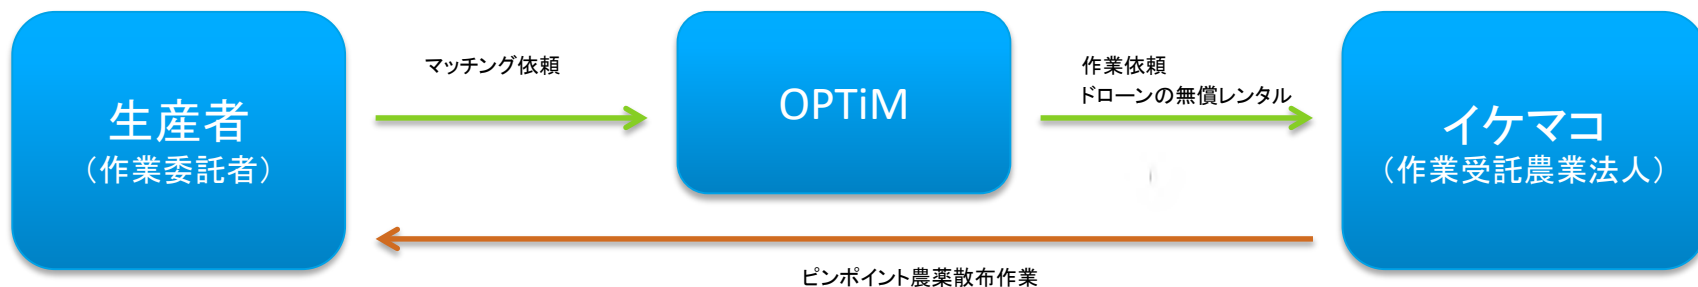 生産者
（作業委託者）
マッチング依頼
OPTiM
作業依頼
ドローンの無償レンタル
イケマコ
（作業受託農業法人）
ピンポイント農薬散布作業